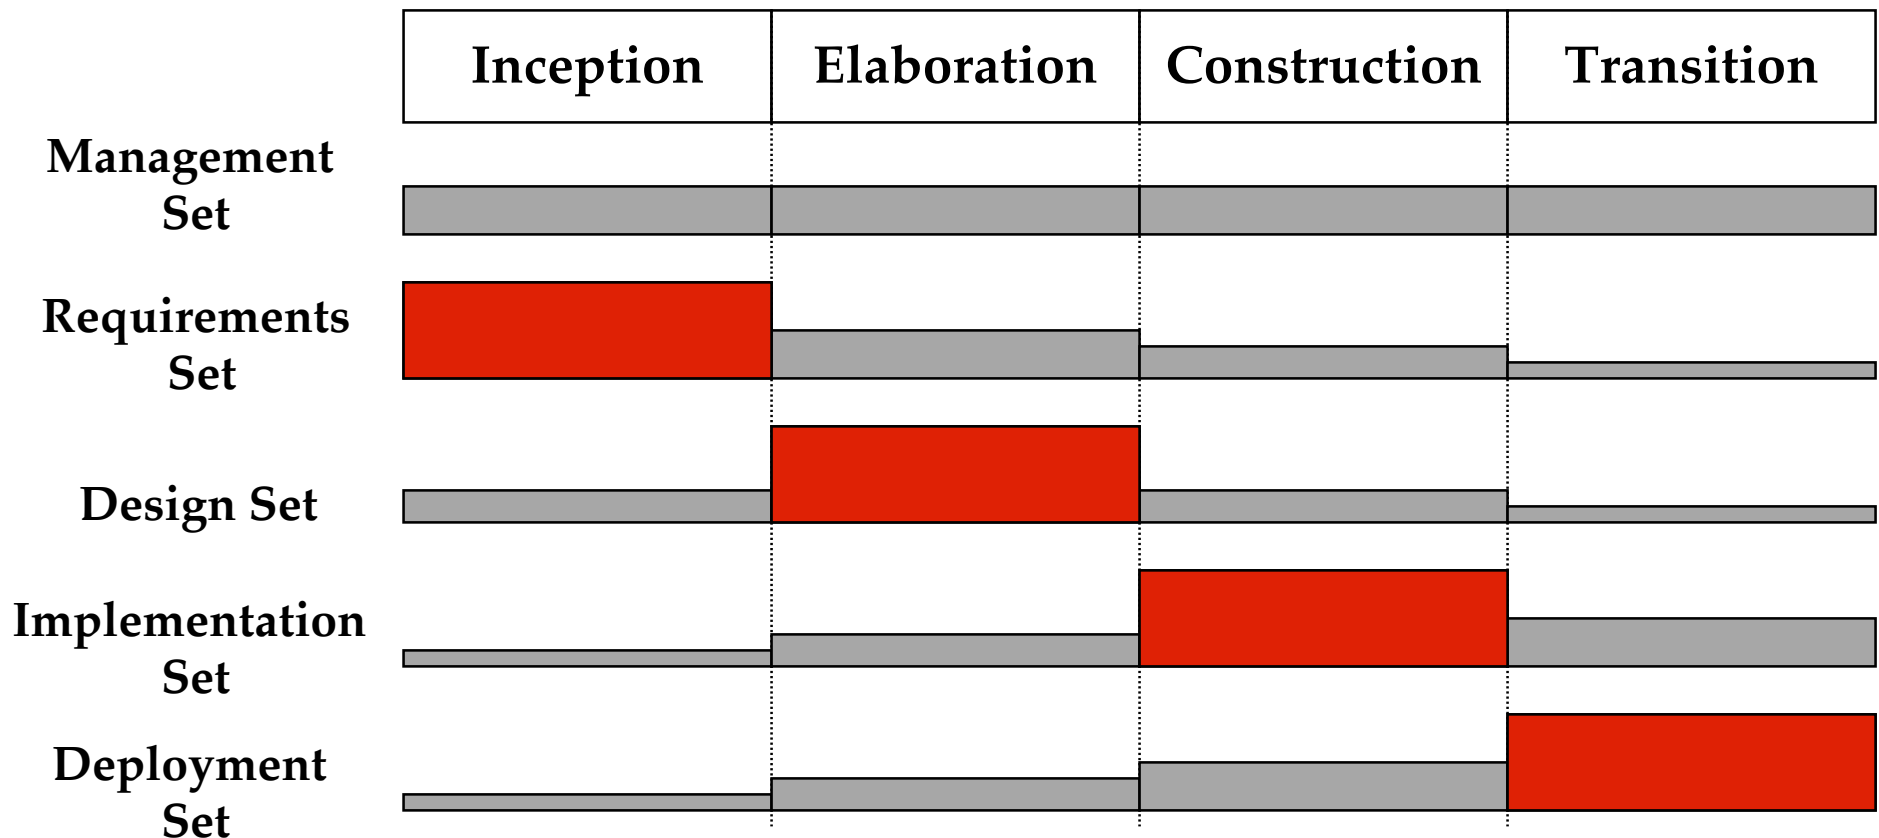 Inception Elaboration Construction Transition
Management
Set
Requirements
Set
Design Set
Implementation
Set
Deployment
Set